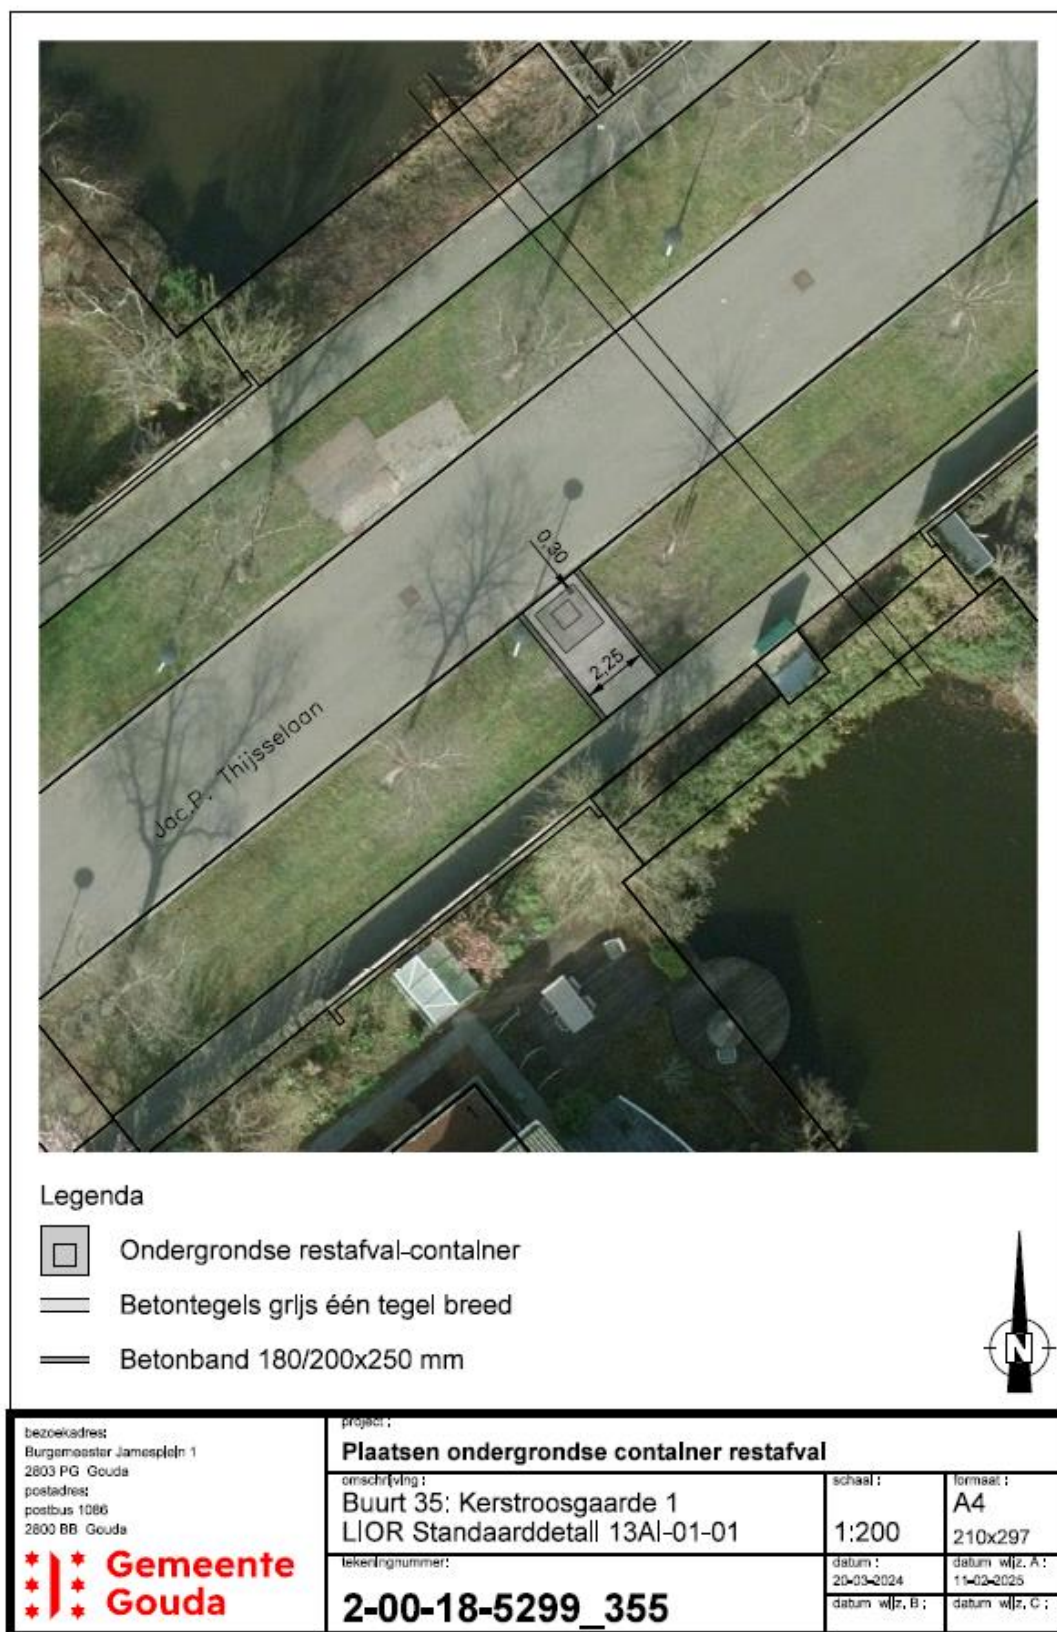 0,30
2,25
Jac.P. Thijsselaan
Legenda
Ondergrondse restafval-container
Betontegels grijs één tegel breed
Betonband 180/200x250 mm
N
bezoekadres:
Burgemeester Jamesplein 1
2803 PG Gouda
postadres:
postbus 1086
2800 BB Gouda
Gemeente
Gouda
project :
Plaatsen ondergrondse container restafval
omschrijving :
Buurt 35: Kerstroosgaarde 1
LIOR Standaarddetail 13AI-01-01
schaal :
1:200
formaat :
A4
210x297
tekeningnummer:
2-00-18-5299_355
datum :
20-03-2024
datum wijz. A :
11-02-2025
datum wijz. B :
datum wijz. C :